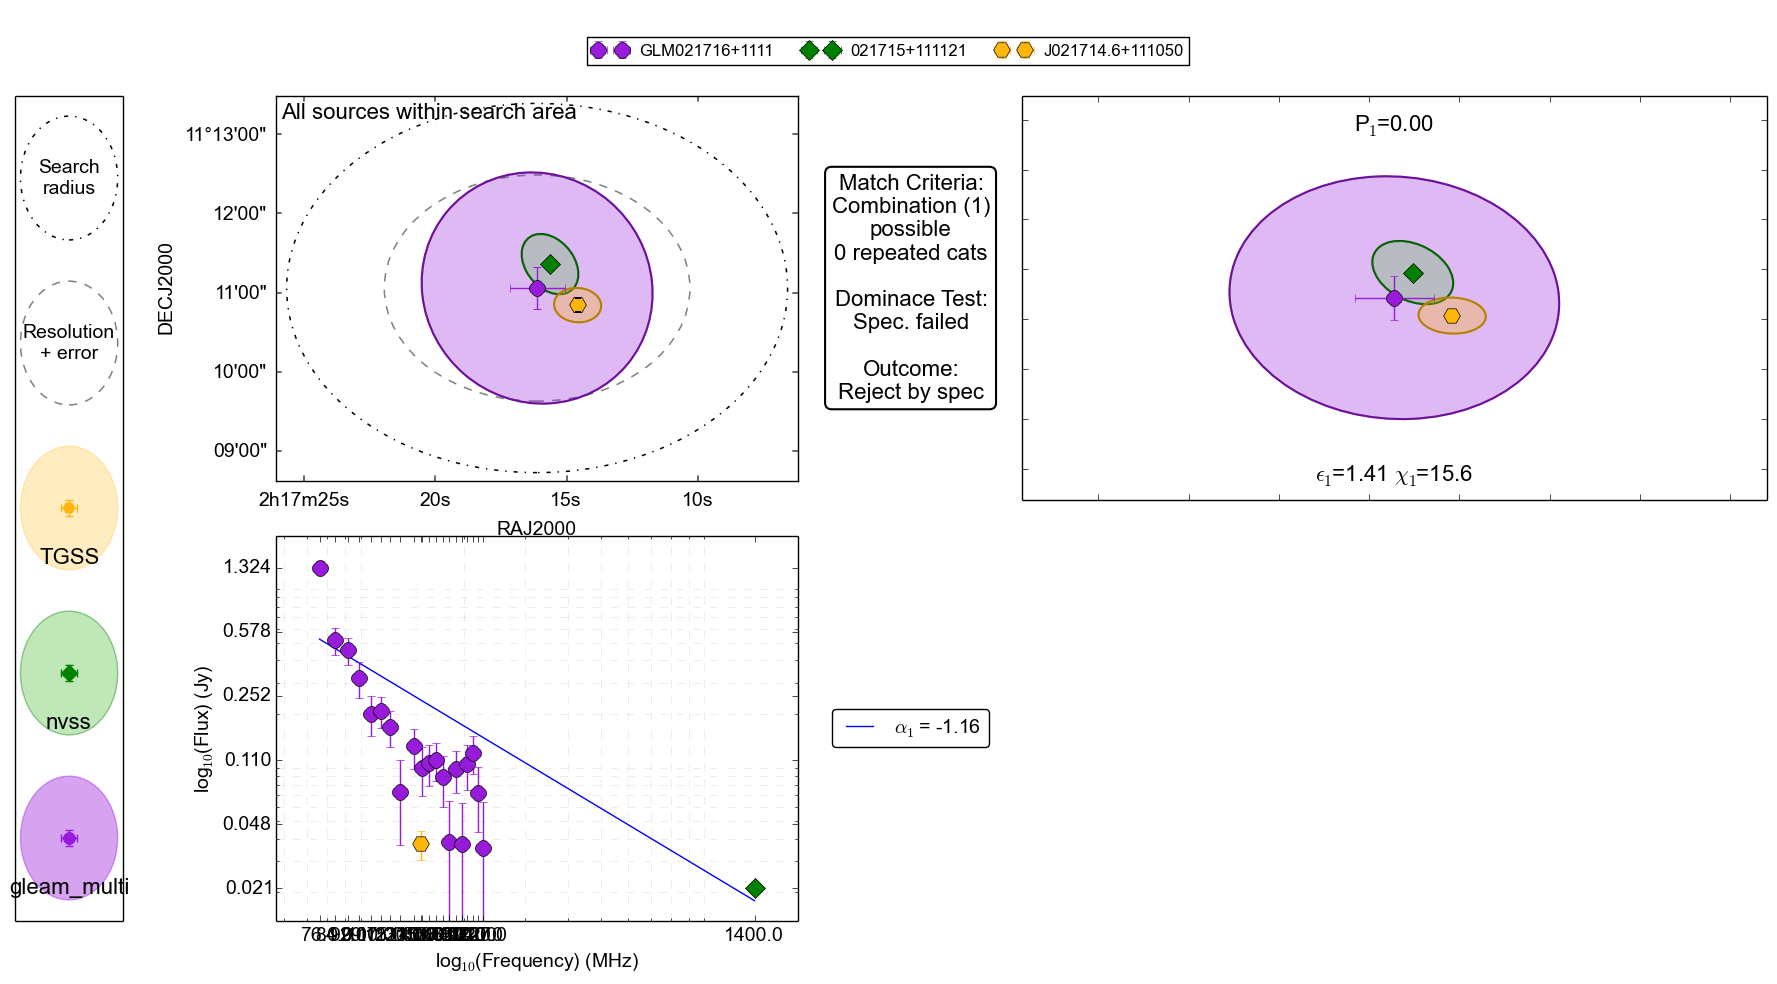 GLM021716+1111 021715+111121 J021714.6+111050
Search
radius
Resolution
+ error
TGSS
nvss
gleam_multi
All sources within search area
DECJ2000
11°13'00"
12'00"
11'00"
10'00"
09'00"
2h17m25s 20s 15s 10s
RAJ2000
Match Criteria:
Combination (1)
possible
0 repeated cats
Dominace Test:
Spec. failed
Outcome:
Reject by spec
P₁=0.00
ϵ₁=1.41 χ₁=15.6
log₁₀(Flux) (Jy)
1.324
0.578
0.252
0.110
0.048
0.021
1400.0
log₁₀(Frequency) (MHz)
α₁ = -1.16